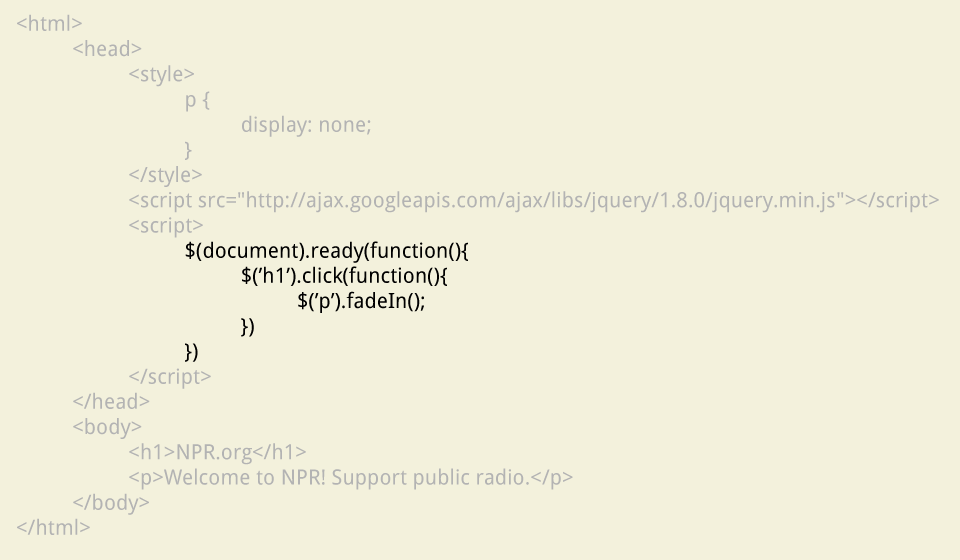 <html>
<head>
<style>
p {
display: none;
}
</style>
<script src="http://ajax.googleapis.com/ajax/libs/jquery/1.8.0/jquery.min.js"></script>
<script>
$(document).ready(function(){
$(’h1’).click(function(){
$(’p’).fadeIn();
})
})
</script>
</head>
<body>
<h1>NPR.org</h1>
<p>Welcome to NPR! Support public radio.</p>
</body>
</html>